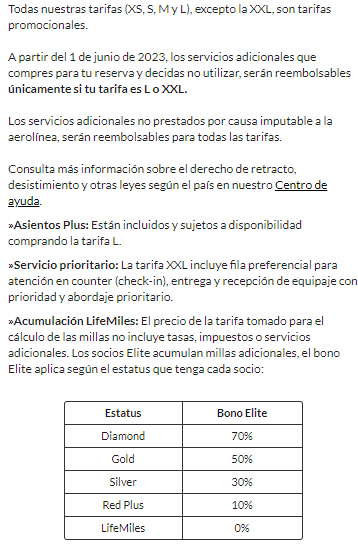 Todas nuestras tarifas (XS, S, M y L), excepto la XXL, son tarifas
promocionales.
A partir del 1 de junio de 2023, los servicios adicionales que
compres para tu reserva y decidas no utilizar, serán reembolsables
únicamente si tu tarifa es L o XXL.
Los servicios adicionales no prestados por causa imputable a la
aerolínea, serán reembolsables para todas las tarifas.
Consulta más información sobre el derecho de retracto,
desistimiento y otras leyes según el país en nuestro Centro de
ayuda.
»Asientos Plus: Están incluidos y sujetos a disponibilidad
comprando la tarifa L.
»Servicio prioritario: La tarifa XXL incluye fila preferencial para
atención en counter (check-in), entrega y recepción de equipaje con
prioridad y abordaje prioritario.
»Acumulación LifeMiles: El precio de la tarifa tomado para el
cálculo de las millas no incluye tasas, impuestos o servicios
adicionales. Los socios Elite acumulan millas adicionales, el bono
Elite aplica según el estatus que tenga cada socio:
Estatus Bono Elite
Diamond 70%
Gold 50%
Silver 30%
Red Plus 10%
LifeMiles 0%